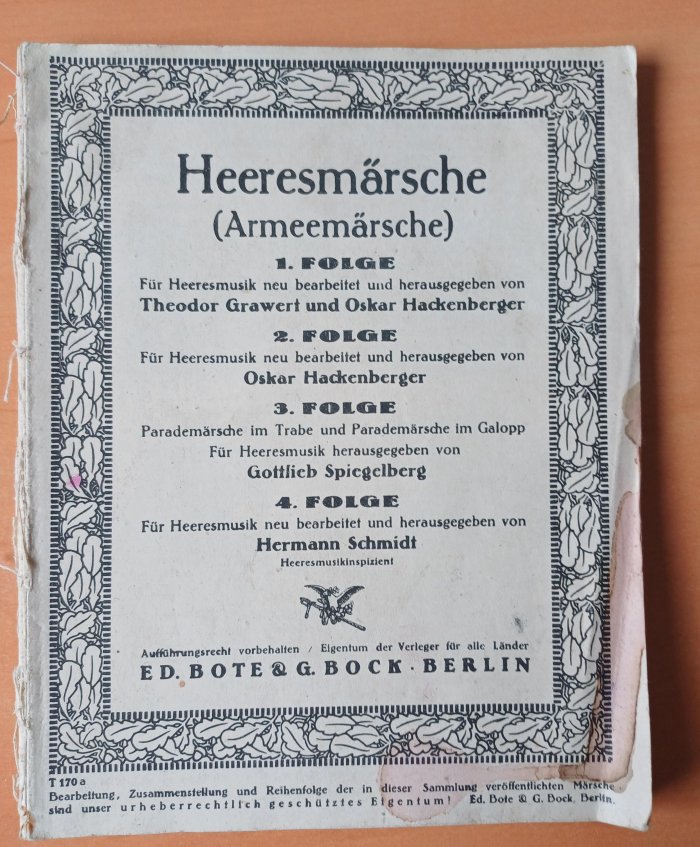 Heeresmärsche
(Armeemärsche)
1. FOLGE
Für Heeresmusik neu bearbeitet und herausgegeben von
Theodor Grawert und Oskar Hackenberger
2. FOLGE
Für Heeresmusik neu bearbeitet und herausgegeben von
Oskar Hackenberger
3. FOLGE
Parademärsche im Trabe und Parademärsche im Galopp
Für Heeresmusik herausgegeben von
Gottlieb Spiegelberg
4. FOLGE
Für Heeresmusik neu bearbeitet und herausgegeben von
Hermann Schmidt
Heeresmusikinspizient
Aufführungsrecht vorbehalten / Eigentum der Verleger für alle Länder
ED. BOTE & G. BOCK · BERLIN
T 170 a
Bearbeitung, Zusammenstellung und Reihenfolge der in dieser Sammlung veröffentlichten Märsche
sind unser urheberrechtlich geschütztes Eigentum! Ed. Bote & G. Bock, Berlin.